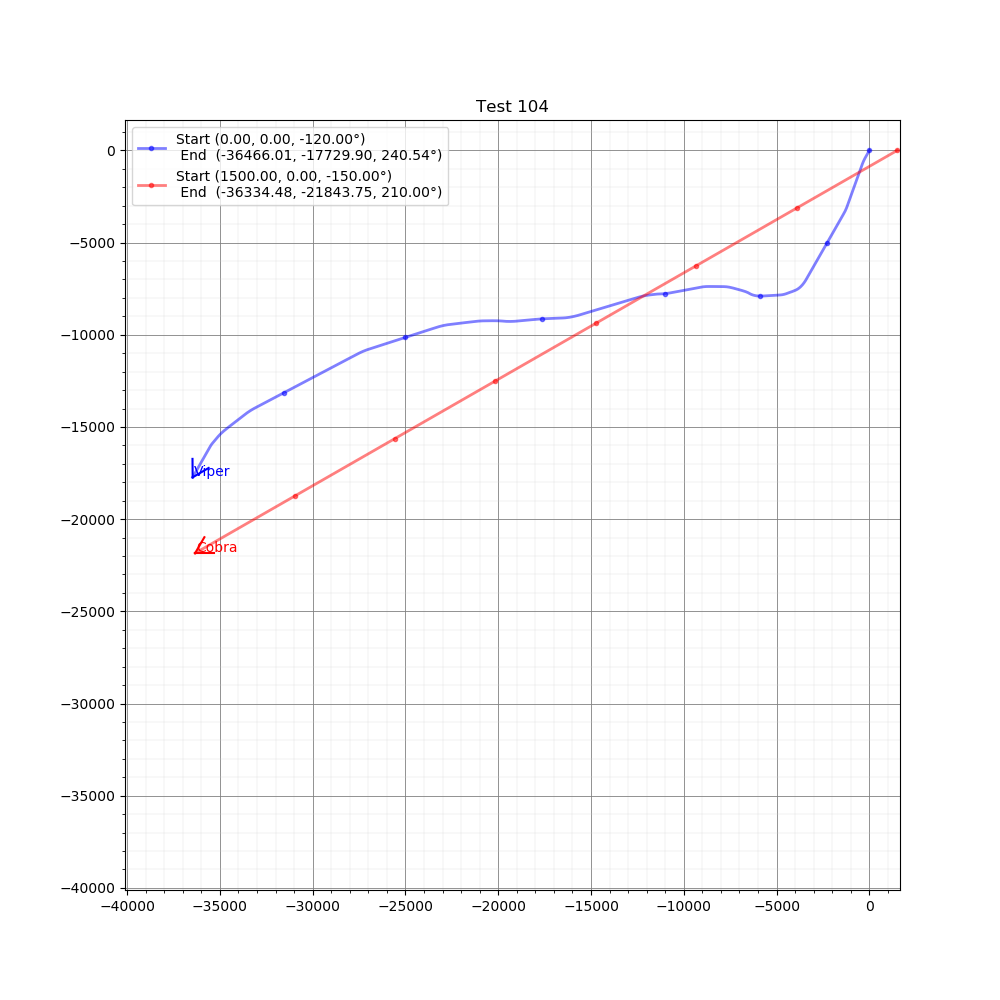 Test 104
Start (0.00, 0.00, -120.00°)
End (-36466.01, -17729.90, 240.54°)
Start (1500.00, 0.00, -150.00°)
End (-36334.48, -21843.75, 210.00°)
0
−5000
−10000
−15000
−20000
−25000
−30000
−35000
−40000
Viper
Cobra
−40000 −35000 −30000 −25000 −20000 −15000 −10000 −5000 0